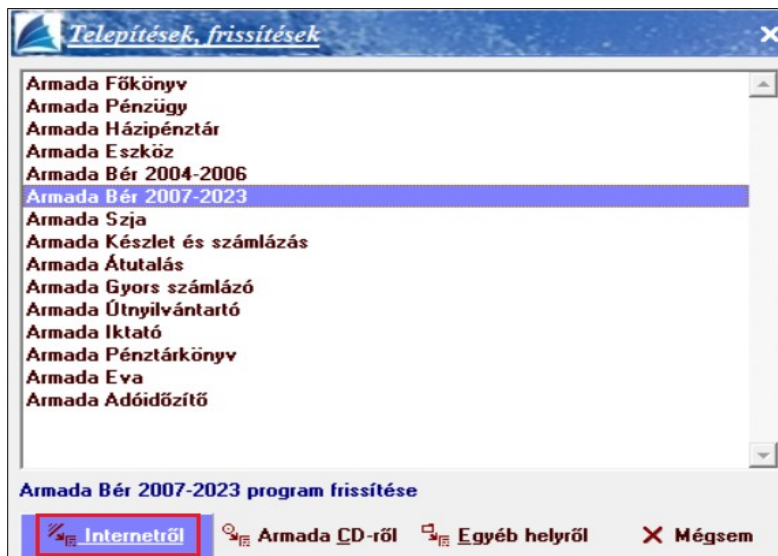 Telepítések, frissítések
Armada Főkönyv
Armada Pénzügy
Armada Házipénztár
Armada Eszköz
Armada Bér 2004-2006
Armada Bér 2007-2023
Armada Szja
Armada Készlet és számlázás
Armada Átutalás
Armada Gyors számlázó
Armada Útnyilvántartó
Armada Iktató
Armada Pénztárkönyv
Armada Eva
Armada Adóidőzítő
Armada Bér 2007-2023 program frissítése
Internetről Armada CD-ről Egyéb helyről Mégsem